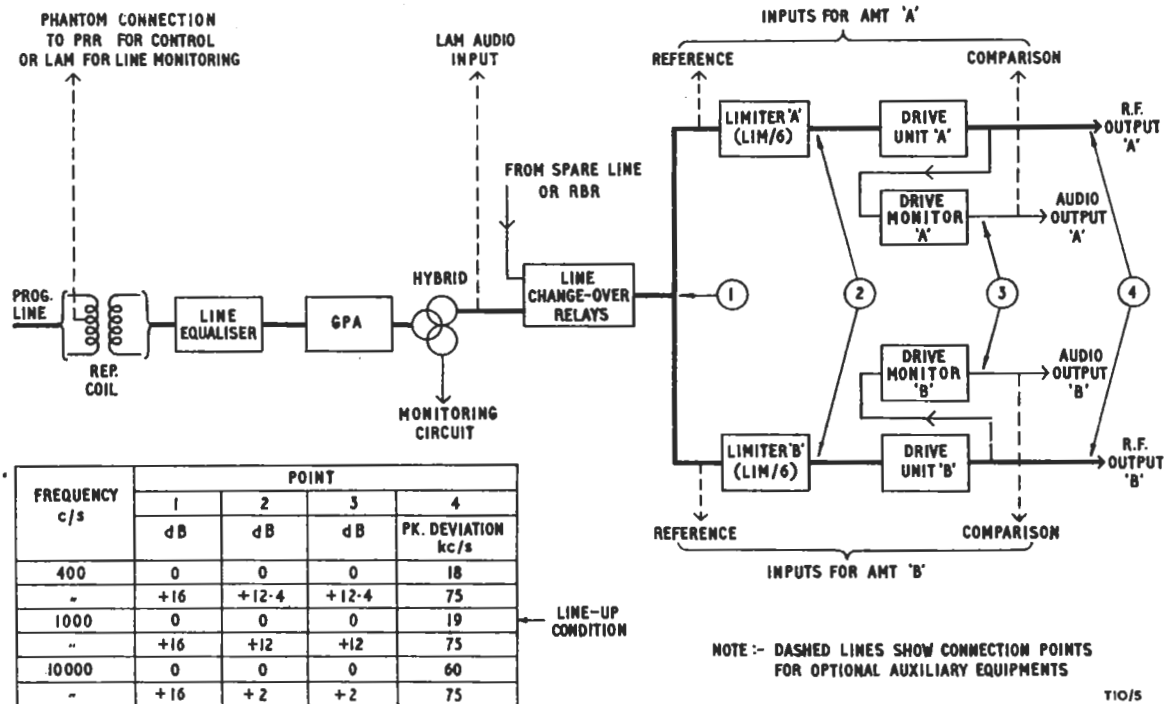 PHANTOM CONNECTION
TO PRR FOR CONTROL
OR LAM FOR LINE MONITORING
LAM AUDIO
INPUT
INPUTS FOR AMT 'A'
REFERENCE
COMPARISON
LIMITER 'A'
(LIM/6)
DRIVE
UNIT 'A'
R.F.
OUTPUT
'A'
FROM SPARE LINE
OR RBR
DRIVE
MONITOR
'A'
AUDIO
OUTPUT
'A'
PROG.
LINE
REP.
COIL
LINE
EQUALISER
GPA
HYBRID
LINE
CHANGE-OVER
RELAYS
1
2
3
4
MONITORING
CIRCUIT
DRIVE
MONITOR
'B'
AUDIO
OUTPUT
'B'
LIMITER 'B'
(LIM/6)
DRIVE
UNIT 'B'
R.F.
OUTPUT
'B'
REFERENCE
COMPARISON
INPUTS FOR AMT 'B'
FREQUENCY
c/s
POINT
1 2 3 4
dB dB dB PK. DEVIATION
kc/s
400 0 0 0 18
" +16 +12·4 +12·4 75
1000 0 0 0 19
" +16 +12 +12 75
10000 0 0 0 60
" +16 +2 +2 75
LINE-UP
CONDITION
NOTE :- DASHED LINES SHOW CONNECTION POINTS
FOR OPTIONAL AUXILIARY EQUIPMENTS
T10/5